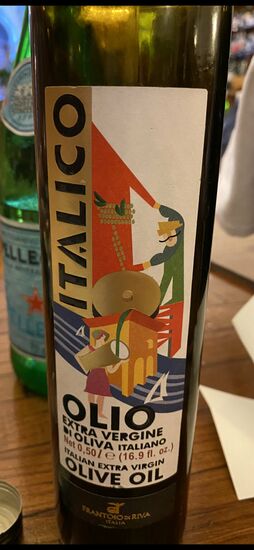 ITALICO
OLIO
EXTRA VERGINE
DI OLIVA ITALIANO
Net 0,50 l e (16.9 fl. oz.)
ITALIAN EXTRA VIRGIN
OLIVE OIL
FRANTOIO DI RIVA
ITALIA
PELLE